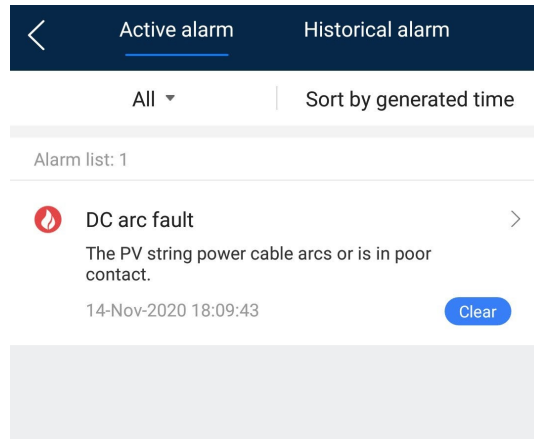 Active alarm Historical alarm
All Sort by generated time
Alarm list: 1
DC arc fault
The PV string power cable arcs or is in poor
contact.
14-Nov-2020 18:09:43 Clear